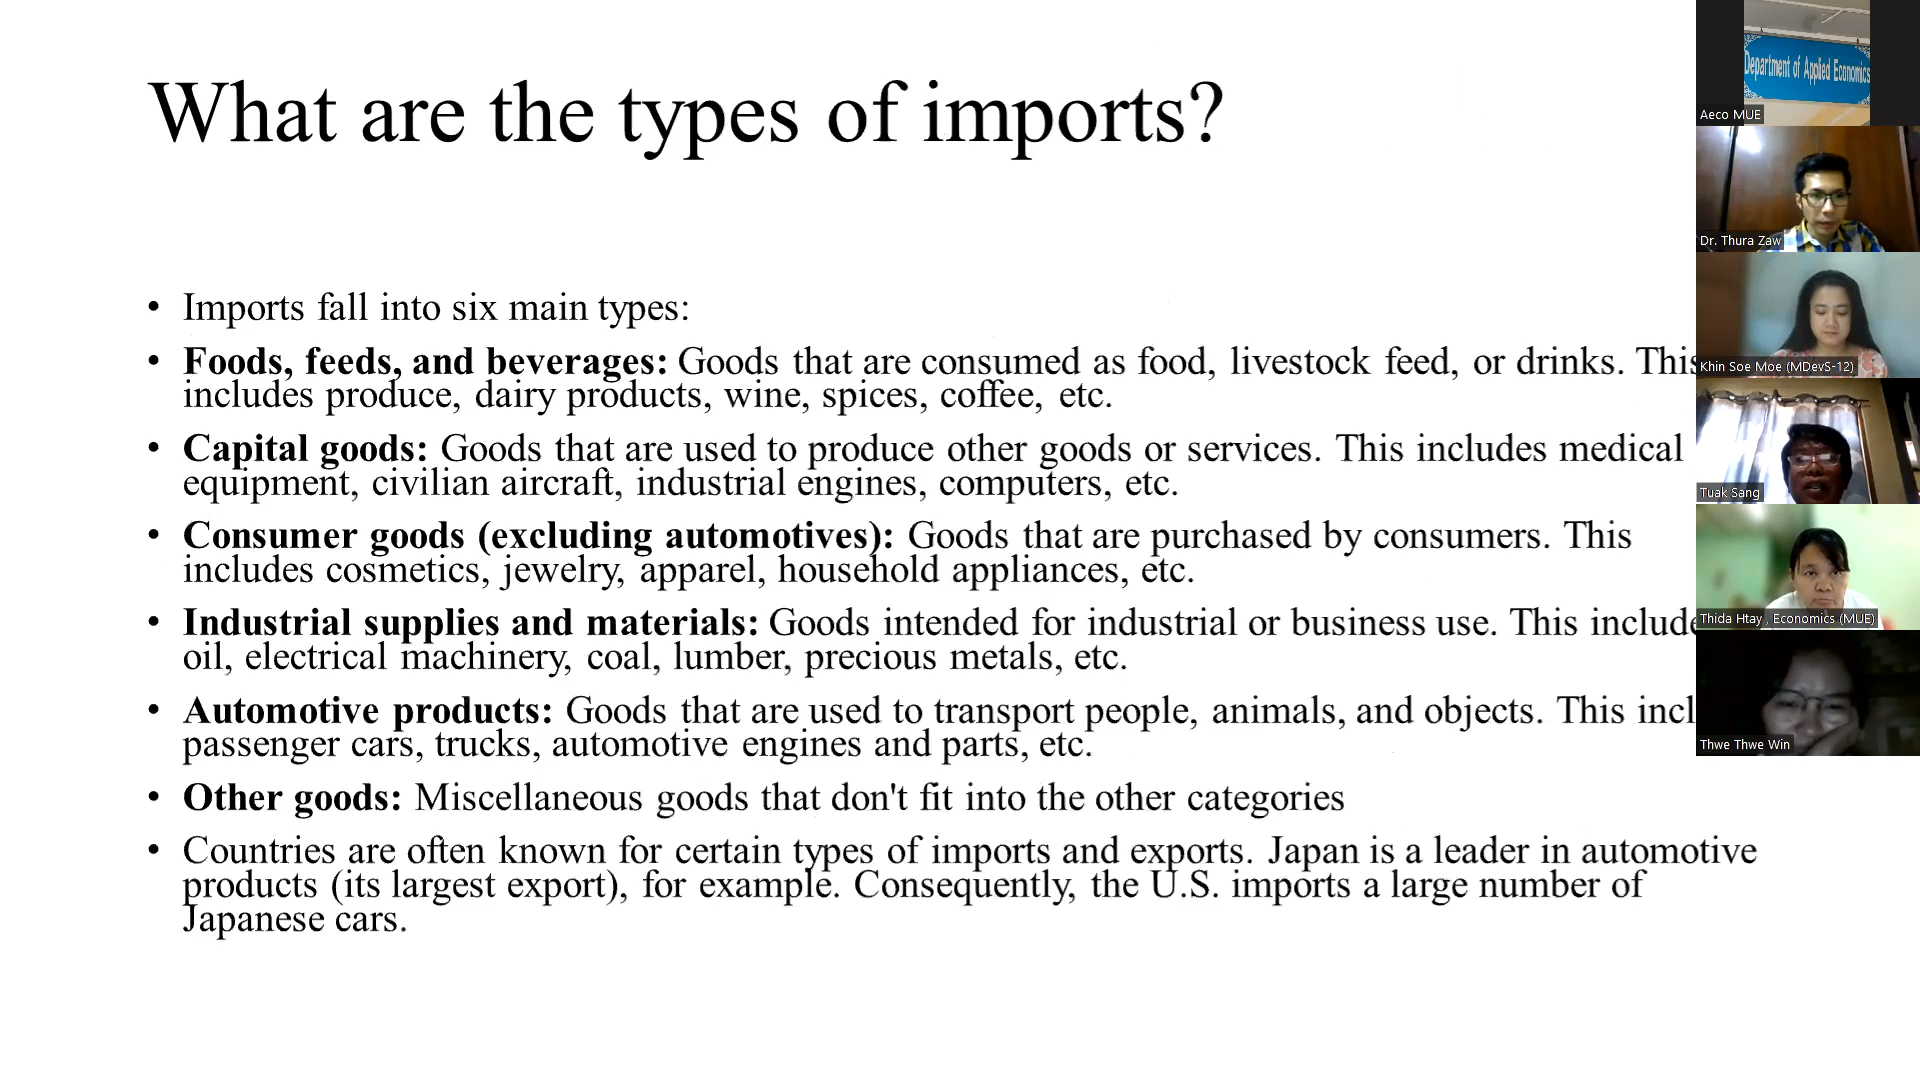 What are the types of imports?
• Imports fall into six main types:
• Foods, feeds, and beverages: Goods that are consumed as food, livestock feed, or drinks. This
includes produce, dairy products, wine, spices, coffee, etc.
• Capital goods: Goods that are used to produce other goods or services. This includes medical
equipment, civilian aircraft, industrial engines, computers, etc.
• Consumer goods (excluding automotives): Goods that are purchased by consumers. This
includes cosmetics, jewelry, apparel, household appliances, etc.
• Industrial supplies and materials: Goods intended for industrial or business use. This include
oil, electrical machinery, coal, lumber, precious metals, etc.
• Automotive products: Goods that are used to transport people, animals, and objects. This incl
passenger cars, trucks, automotive engines and parts, etc.
• Other goods: Miscellaneous goods that don't fit into the other categories
• Countries are often known for certain types of imports and exports. Japan is a leader in automotive
products (its largest export), for example. Consequently, the U.S. imports a large number of
Japanese cars.
Department of Applied Economics
Aeco MUE
Dr. Thura Zaw
Khin Soe Moe (MDevS-12)
Tuak Sang
Thida Htay , Economics (MUE)
Thwe Thwe Win